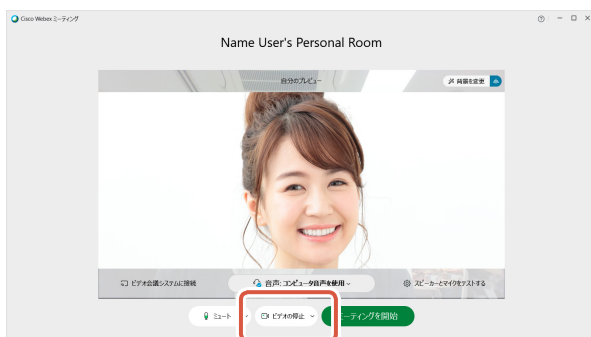 Cisco Webex ミーティング
Name User's Personal Room
自分のプレビュー
背景を変更
ビデオ会議システムに接続
音声: コンピュータ音声を使用
スピーカーとマイクをテストする
ミュート
ビデオの停止
ミーティングを開始